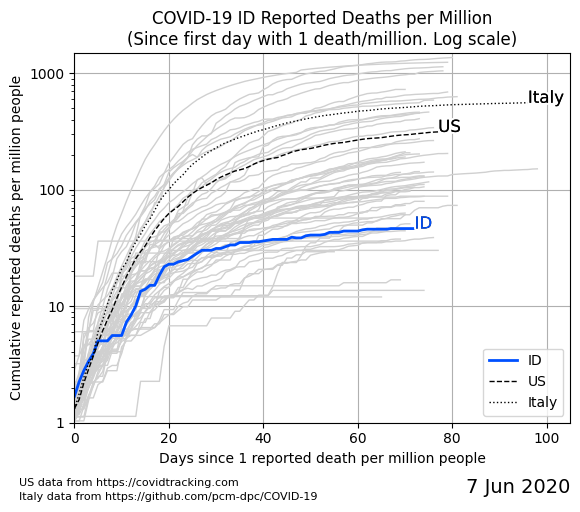 COVID-19 ID Reported Deaths per Million
(Since first day with 1 death/million. Log scale)
Cumulative reported deaths per million people
1000
100
10
1
Italy
US
ID
ID
US
Italy
0
20
40
60
80
100
Days since 1 reported death per million people
US data from https://covidtracking.com
Italy data from https://github.com/pcm-dpc/COVID-19
7 Jun 2020